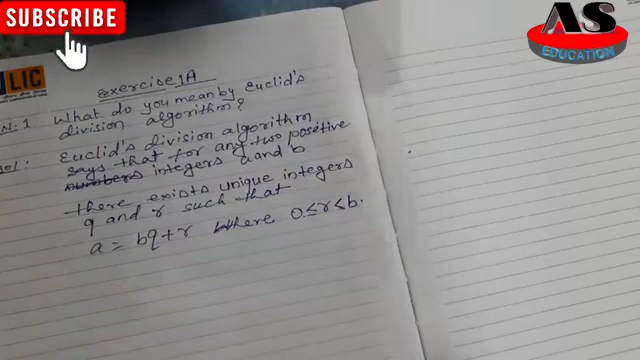 SUBSCRIBE
AS
EDUCATION
LIC
Exercise 1A
N: 1 What do you mean by Euclid's
division algorithm?
Sol: Euclid's division algorithm
says that for any two positive
numbers integers a and b
there exists unique integers
q and r such that
a = bq + r where 0 ≤ r < b.